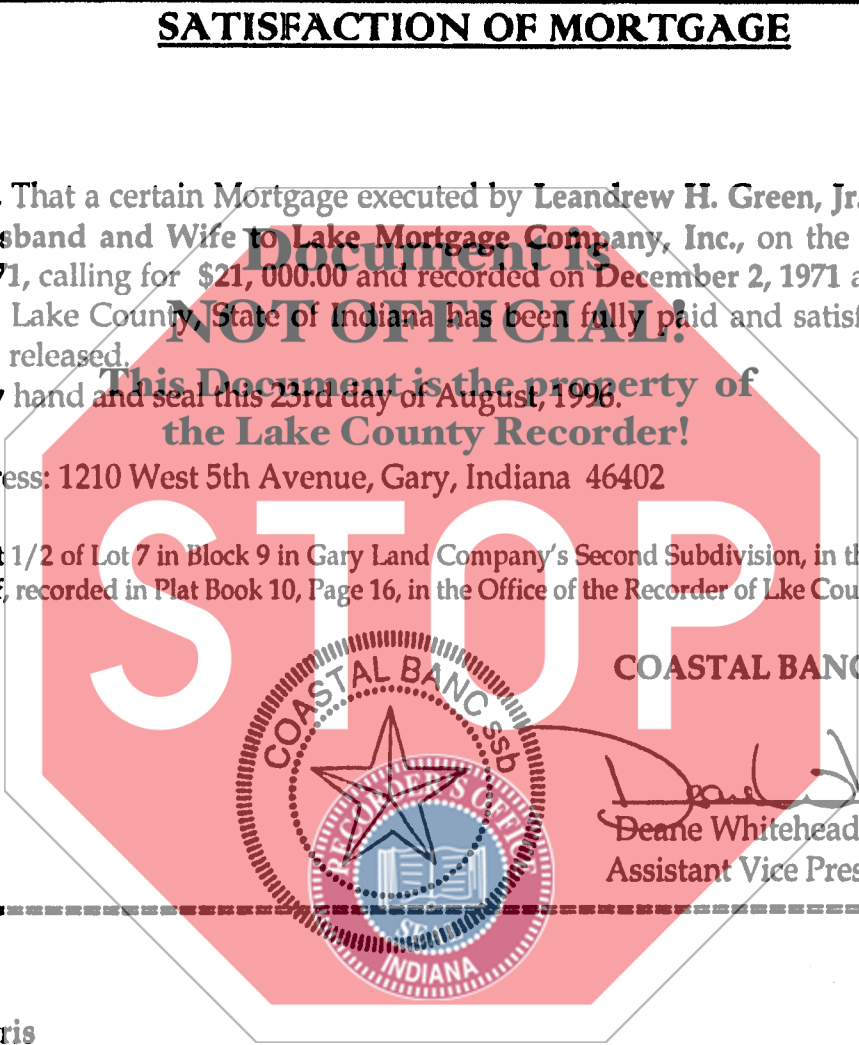 SATISFACTION OF MORTGAGE
That a certain Mortgage executed by Leandrew H. Green, Jr.
sband and Wife to Lake Mortgage Company, Inc., on the
71, calling for $21, 000.00 and recorded on December 2, 1971 a
Lake County, State of Indiana has been fully paid and satisf
released.
hand and seal this 23rd day of August, 1996.
Document is
NOT OFFICIAL!
This Document is the property of
the Lake County Recorder!
ess: 1210 West 5th Avenue, Gary, Indiana 46402
1/2 of Lot 7 in Block 9 in Gary Land Company's Second Subdivision, in th
, recorded in Plat Book 10, Page 16, in the Office of the Recorder of Lke Cou
STOP
COASTAL BANC
COASTAL BANC ssb
Deane Whitehead
Assistant Vice Pres
RECORDER'S OFFICE
SEAL
INDIANA
ris